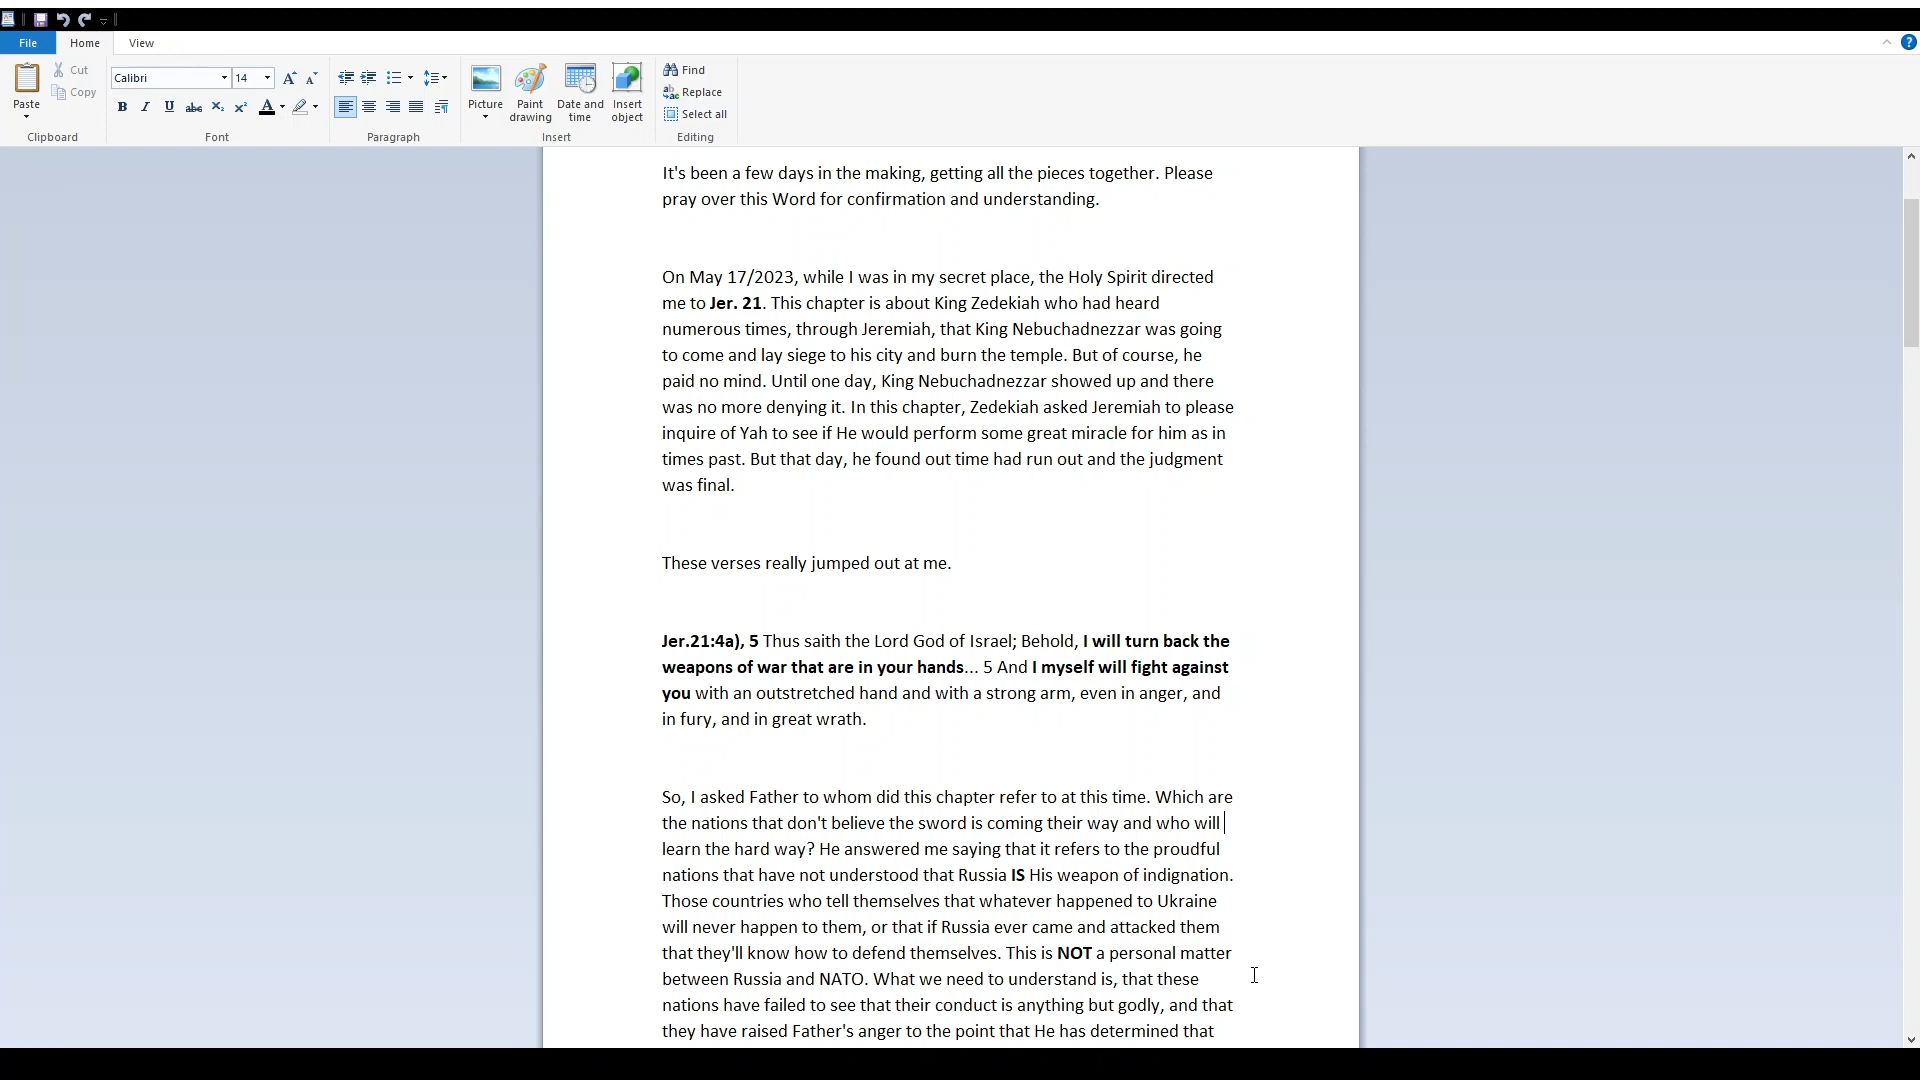 File Home View
Paste Cut Copy Clipboard
Calibri 14
B I U abc X₂ X² A
Font
Paragraph
Picture Paint drawing Date and time Insert object
Insert
Find
Replace
Select all
Editing
It's been a few days in the making, getting all the pieces together. Please
pray over this Word for confirmation and understanding.
On May 17/2023, while I was in my secret place, the Holy Spirit directed
me to Jer. 21. This chapter is about King Zedekiah who had heard
numerous times, through Jeremiah, that King Nebuchadnezzar was going
to come and lay siege to his city and burn the temple. But of course, he
paid no mind. Until one day, King Nebuchadnezzar showed up and there
was no more denying it. In this chapter, Zedekiah asked Jeremiah to please
inquire of Yah to see if He would perform some great miracle for him as in
times past. But that day, he found out time had run out and the judgment
was final.
These verses really jumped out at me.
Jer.21:4a), 5 Thus saith the Lord God of Israel; Behold, I will turn back the
weapons of war that are in your hands... 5 And I myself will fight against
you with an outstretched hand and with a strong arm, even in anger, and
in fury, and in great wrath.
So, I asked Father to whom did this chapter refer to at this time. Which are
the nations that don't believe the sword is coming their way and who will
learn the hard way? He answered me saying that it refers to the proudful
nations that have not understood that Russia IS His weapon of indignation.
Those countries who tell themselves that whatever happened to Ukraine
will never happen to them, or that if Russia ever came and attacked them
that they'll know how to defend themselves. This is NOT a personal matter
between Russia and NATO. What we need to understand is, that these
nations have failed to see that their conduct is anything but godly, and that
they have raised Father's anger to the point that He has determined that